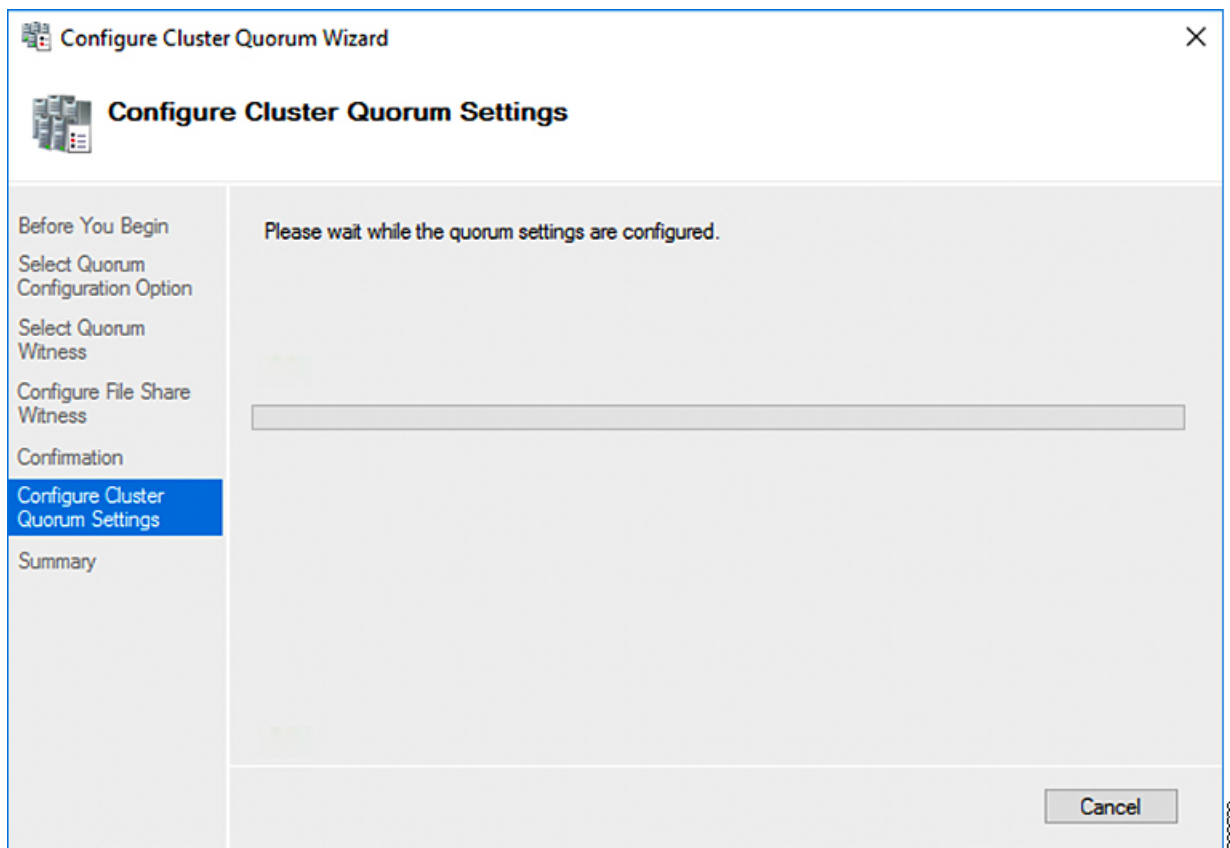 Configure Cluster Quorum Wizard
Configure Cluster Quorum Settings
Before You Begin
Select Quorum
Configuration Option
Select Quorum
Witness
Configure File Share
Witness
Confirmation
Configure Cluster
Quorum Settings
Summary
Please wait while the quorum settings are configured.
Cancel